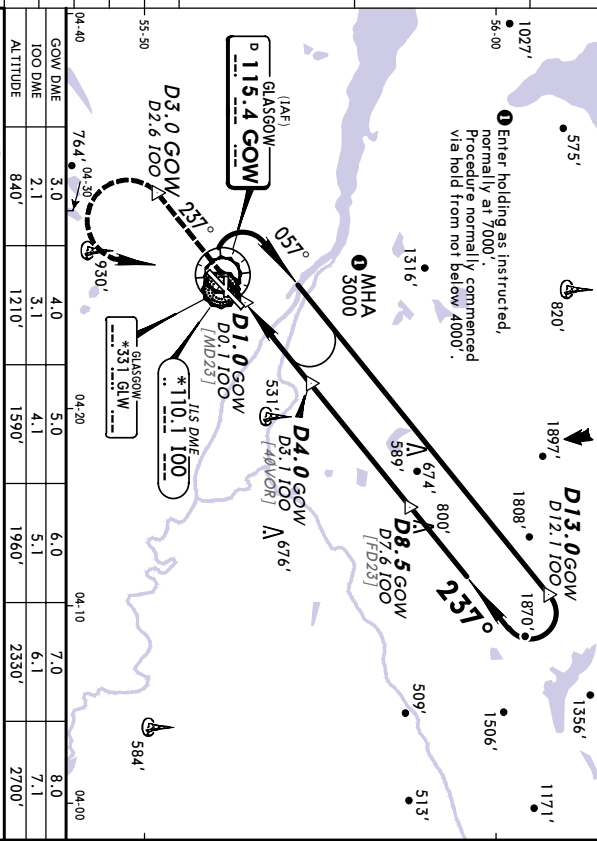 575'
820'
1356'
1897'
1171'
D13.0 GOW
D12.1 IOO
1027'
1808'
1870'
56-00
1506'
❶ Enter holding as instructed,
normally at 7000'.
Procedure normally commenced
via hold from not below 4000'.
237°
1316'
674'
800'
589'
509'
513'
D8.5 GOW
D7.6 IOO
[FD23]
❶ MHA
3000
057°
D4.0 GOW
D3.1 IOO
[40VOR]
531'
676'
(IAF)
GLASGOW
D 115.4 GOW
D1.0 GOW
D0.1 IOO
[MD23]
237°
ILS DME
*110.1 IOO
D3.0 GOW
D2.6 IOO
55-50
GLASGOW
*331 GLW
584'
930'
764'
04-40
04-30
04-20
04-10
04-00
GOW DME 3.0 4.0 5.0 6.0 7.0 8.0
IOO DME 2.1 3.1 4.1 5.1 6.1 7.1
ALTITUDE 840' 1210' 1590' 1960' 2330' 2700'